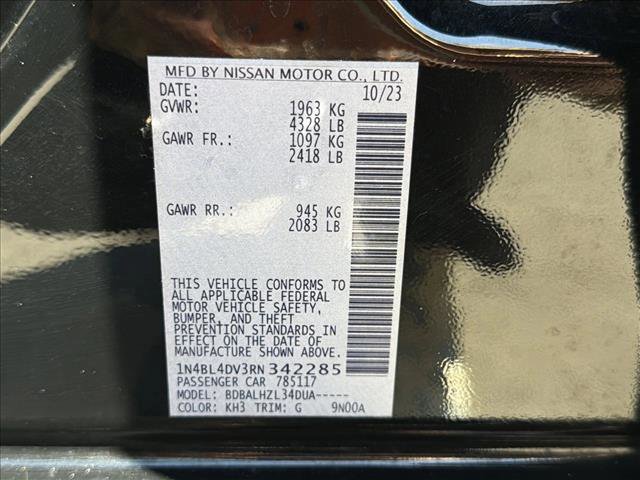 MFD BY NISSAN MOTOR CO., LTD.
DATE: 10/23
GVWR: 1963 KG
4328 LB
GAWR FR.: 1097 KG
2418 LB
GAWR RR.: 945 KG
2083 LB
THIS VEHICLE CONFORMS TO
ALL APPLICABLE FEDERAL
MOTOR VEHICLE SAFETY,
BUMPER, AND THEFT
PREVENTION STANDARDS IN
EFFECT ON THE DATE OF
MANUFACTURE SHOWN ABOVE.
1N4BL4DV3RN342285
PASSENGER CAR 785117
MODEL: BDBALHZL34DUA-----
COLOR: KH3 TRIM: G 9N00A